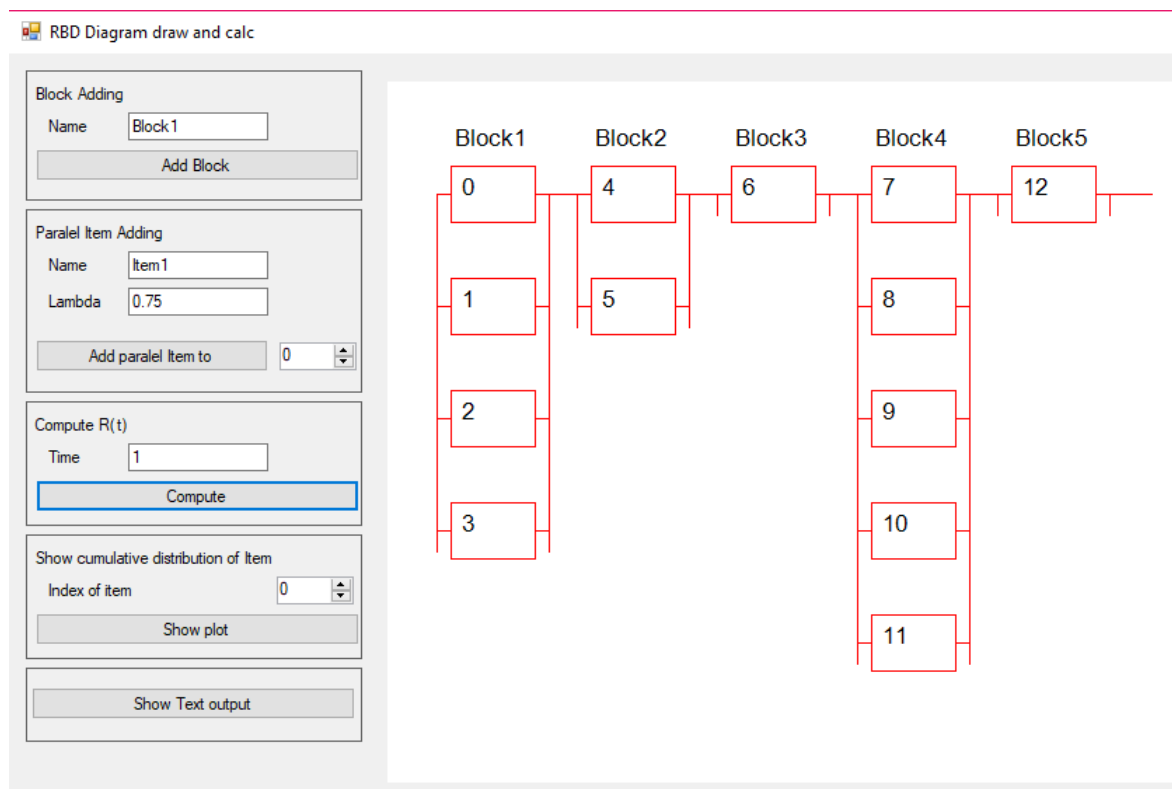 RBD Diagram draw and calc
Block Adding
Name Block1
Add Block
Paralel Item Adding
Name Item1
Lambda 0.75
Add paralel Item to 0
Compute R(t)
Time 1
Compute
Show cumulative distribution of Item
Index of item 0
Show plot
Show Text output
Block1 Block2 Block3 Block4 Block5
0 4 6 7 12
1 5 8
2 9
3 10
11